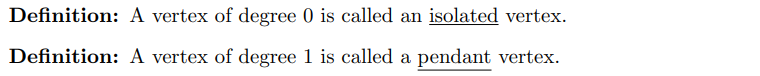 Definition: A vertex of degree 0 is called an isolated vertex.
Definition: A vertex of degree 1 is called a pendant vertex.